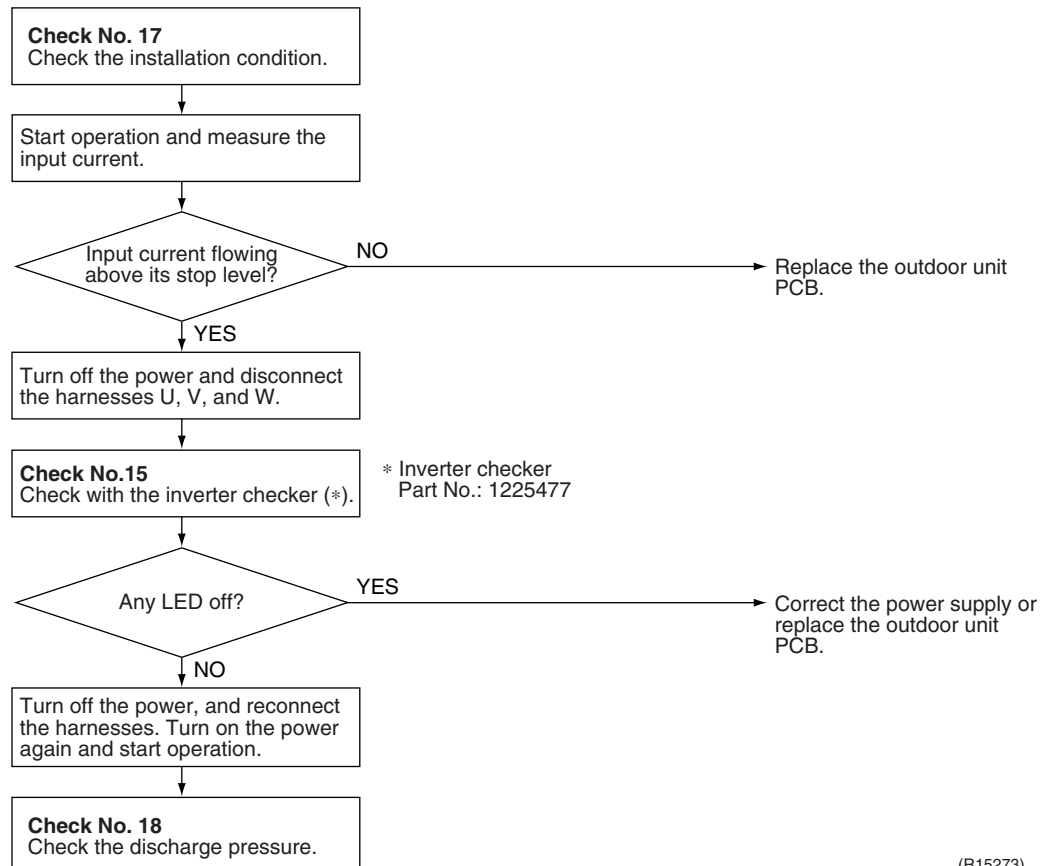 Check No. 17
Check the installation condition.
Start operation and measure the
input current.
Input current flowing
above its stop level?
NO
Replace the outdoor unit
PCB.
YES
Turn off the power and disconnect
the harnesses U, V, and W.
Check No.15
Check with the inverter checker (*).
* Inverter checker
Part No.: 1225477
Any LED off?
YES
Correct the power supply or
replace the outdoor unit
PCB.
NO
Turn off the power, and reconnect
the harnesses. Turn on the power
again and start operation.
Check No. 18
Check the discharge pressure.
(R15273)